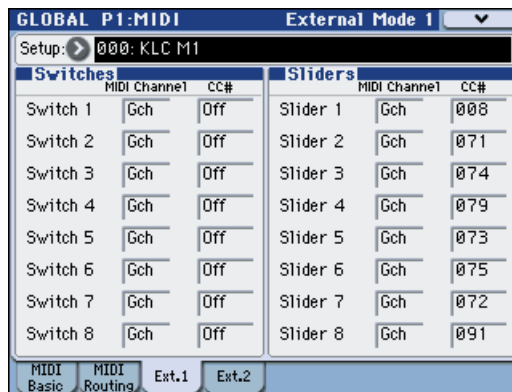 GLOBAL P1:MIDI External Mode 1
Setup: 000: KLC M1
Switches
MIDI Channel CC#
Switch 1 Gch Off
Switch 2 Gch Off
Switch 3 Gch Off
Switch 4 Gch Off
Switch 5 Gch Off
Switch 6 Gch Off
Switch 7 Gch Off
Switch 8 Gch Off
Sliders
MIDI Channel CC#
Slider 1 Gch 008
Slider 2 Gch 071
Slider 3 Gch 074
Slider 4 Gch 079
Slider 5 Gch 073
Slider 6 Gch 075
Slider 7 Gch 072
Slider 8 Gch 091
MIDI Basic
MIDI Routing
Ext.1
Ext.2